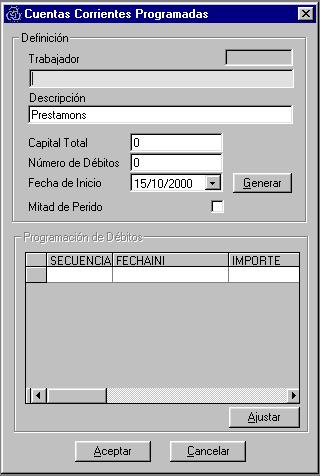 Cuentas Corrientes Programadas
Definición
Trabajador
Descripción
Prestamons
Capital Total 0
Número de Débitos 0
Fecha de Inicio 15/10/2000 Generar
Mitad de Perido
Programación de Débitos
SECUENCIA FECHAINI IMPORTE
Ajustar
Aceptar Cancelar